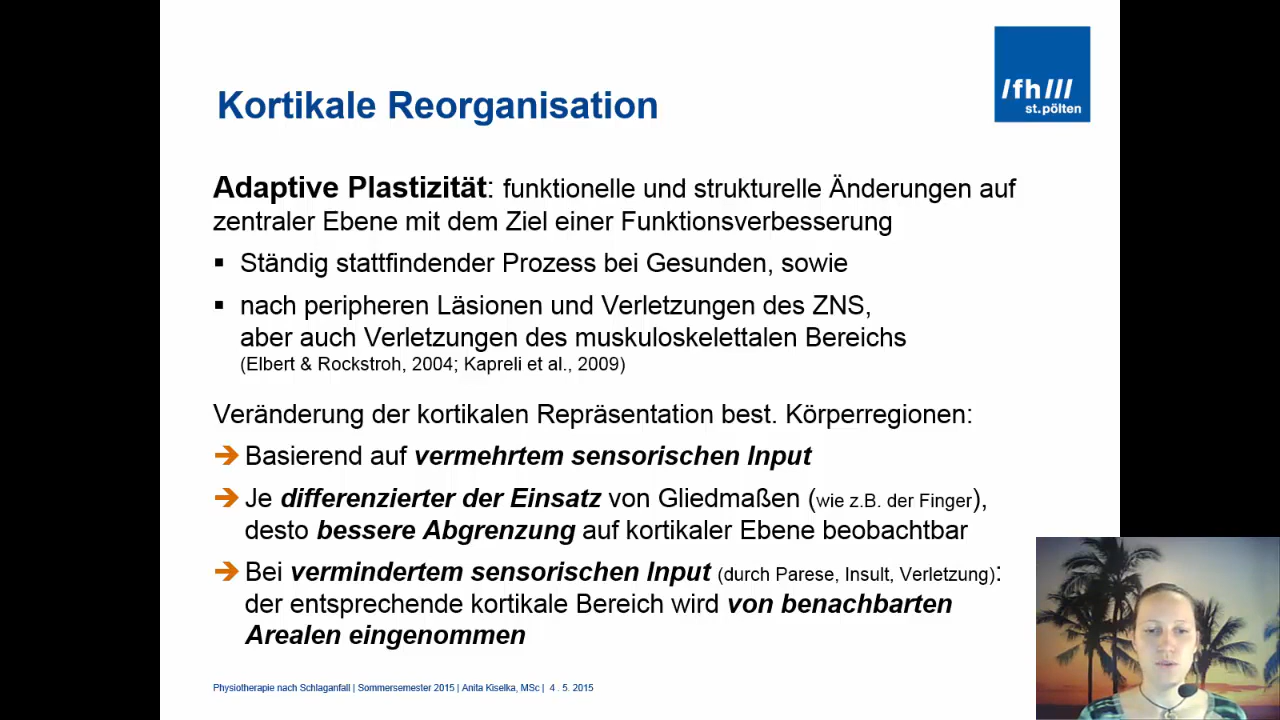 /fh///
st.pölten
Kortikale Reorganisation
Adaptive Plastizität: funktionelle und strukturelle Änderungen auf
zentraler Ebene mit dem Ziel einer Funktionsverbesserung
▪ Ständig stattfindender Prozess bei Gesunden, sowie
▪ nach peripheren Läsionen und Verletzungen des ZNS,
aber auch Verletzungen des muskuloskelettalen Bereichs
(Elbert & Rockstroh, 2004; Kapreli et al., 2009)
Veränderung der kortikalen Repräsentation best. Körperregionen:
➔ Basierend auf vermehrtem sensorischen Input
➔ Je differenzierter der Einsatz von Gliedmaßen (wie z.B. der Finger),
desto bessere Abgrenzung auf kortikaler Ebene beobachtbar
➔ Bei vermindertem sensorischen Input (durch Parese, Insult, Verletzung):
der entsprechende kortikale Bereich wird von benachbarten
Arealen eingenommen
Physiotherapie nach Schlaganfall | Sommersemester 2015 | Anita Kiselka, MSc | 4 . 5. 2015